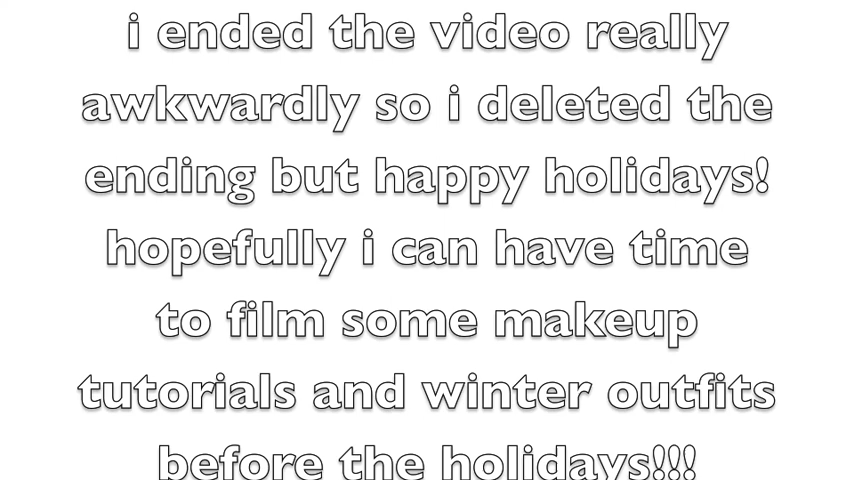 i ended the video really
awkwardly so i deleted the
ending but happy holidays!
hopefully i can have time
to film some makeup
tutorials and winter outfits
before the holidays!!!